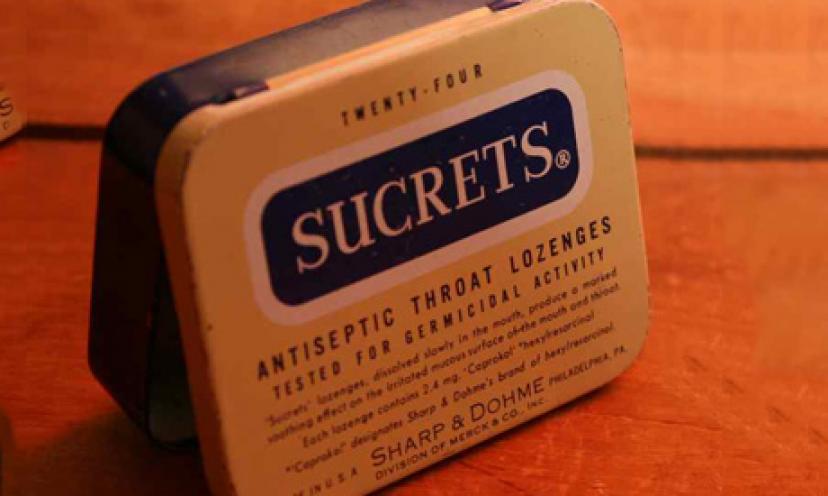 TWENTY-FOUR
SUCRETS®
ANTISEPTIC THROAT LOZENGES
TESTED FOR GERMICIDAL ACTIVITY
"Sucrets" lozenges, dissolved slowly in the mouth, produce a marked
soothing effect on the irritated mucous surface of the mouth and throat.
Each lozenge contains 2.4 mg. "Caprokol" *hexylresorcinol
*"Caprokol" designates Sharp & Dohme's brand of hexylresorcinol.
SHARP & DOHME PHILADELPHIA, PA.
DIVISION OF MERCK & CO., INC.
IN U.S.A
S